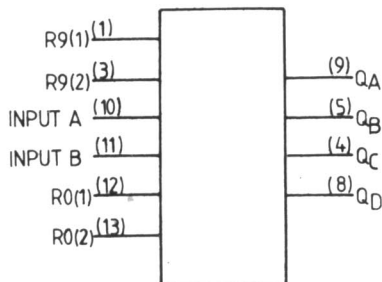 R9(1) (1)
R9(2) (3)
INPUT A (10)
INPUT B (11)
R0(1) (12)
R0(2) (13)
(9) QA
(5) QB
(4) QC
(8) QD